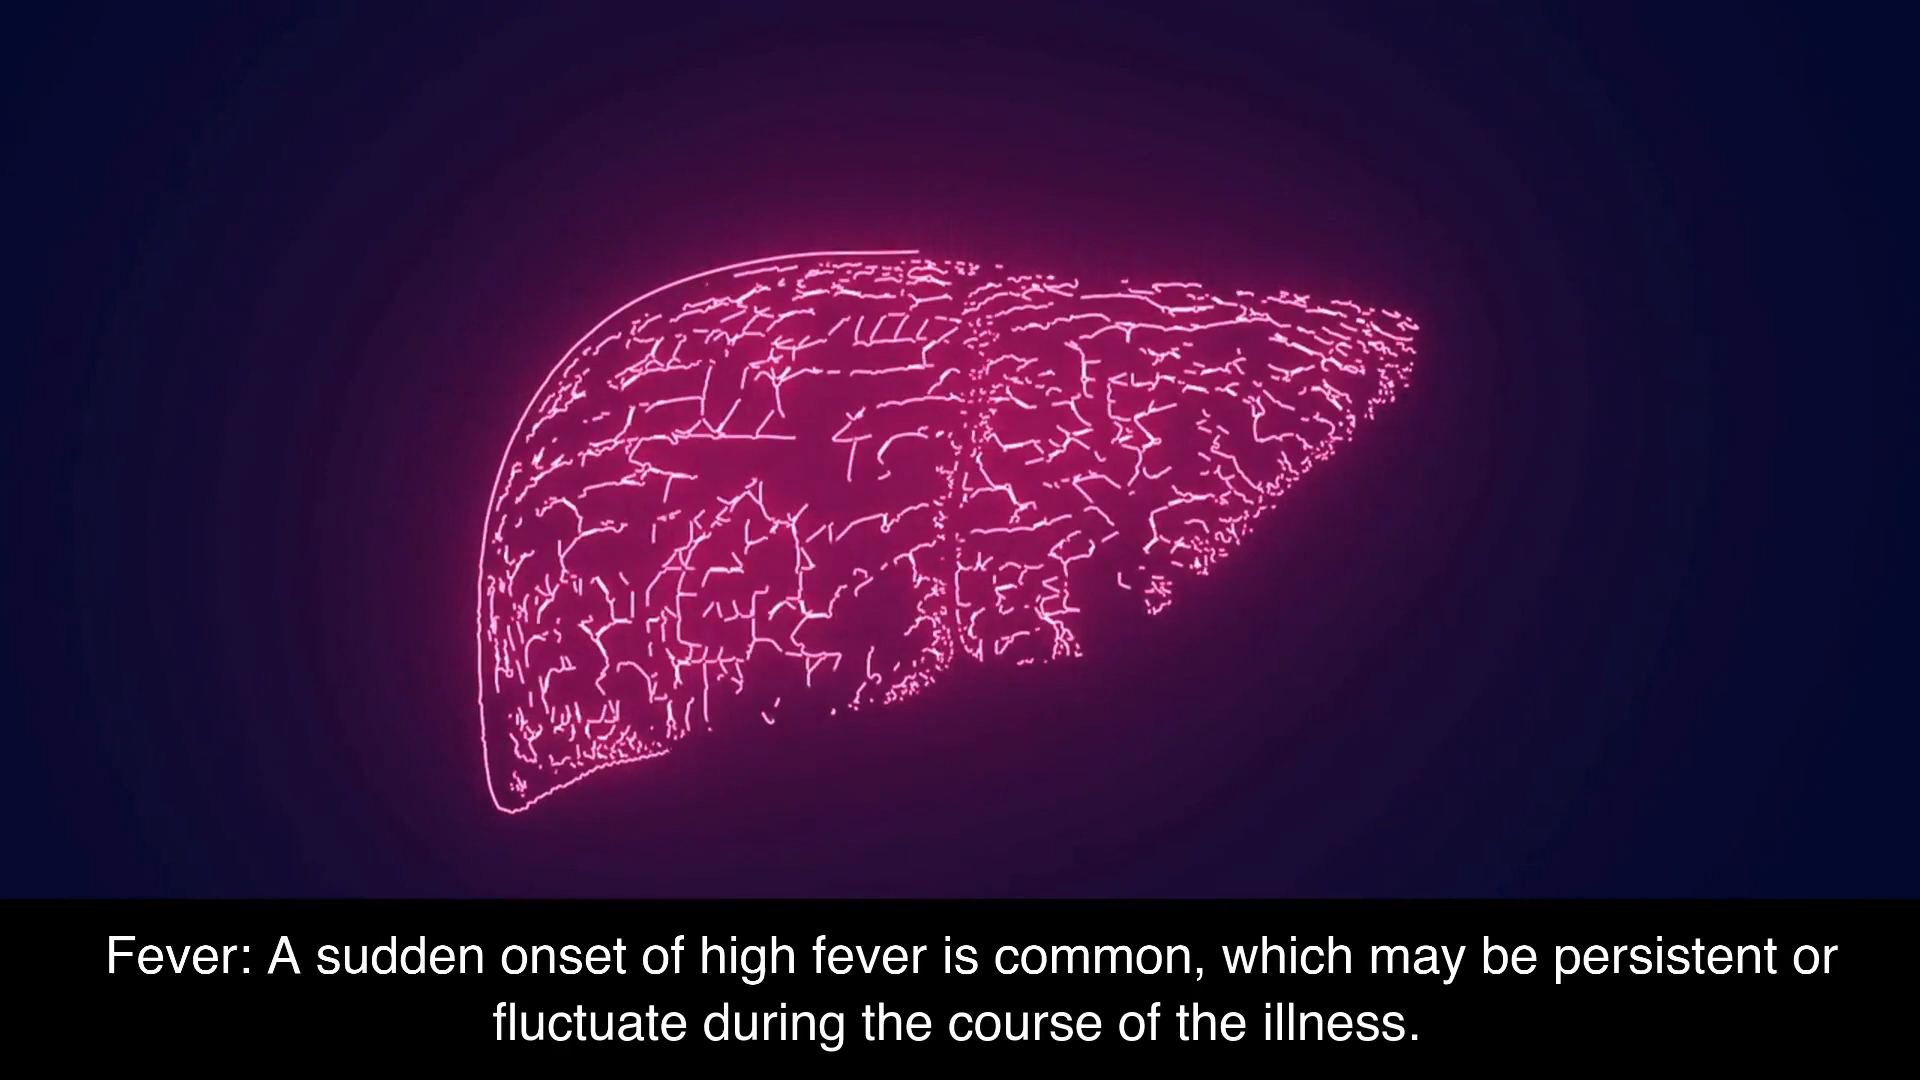 Fever: A sudden onset of high fever is common, which may be persistent or
fluctuate during the course of the illness.